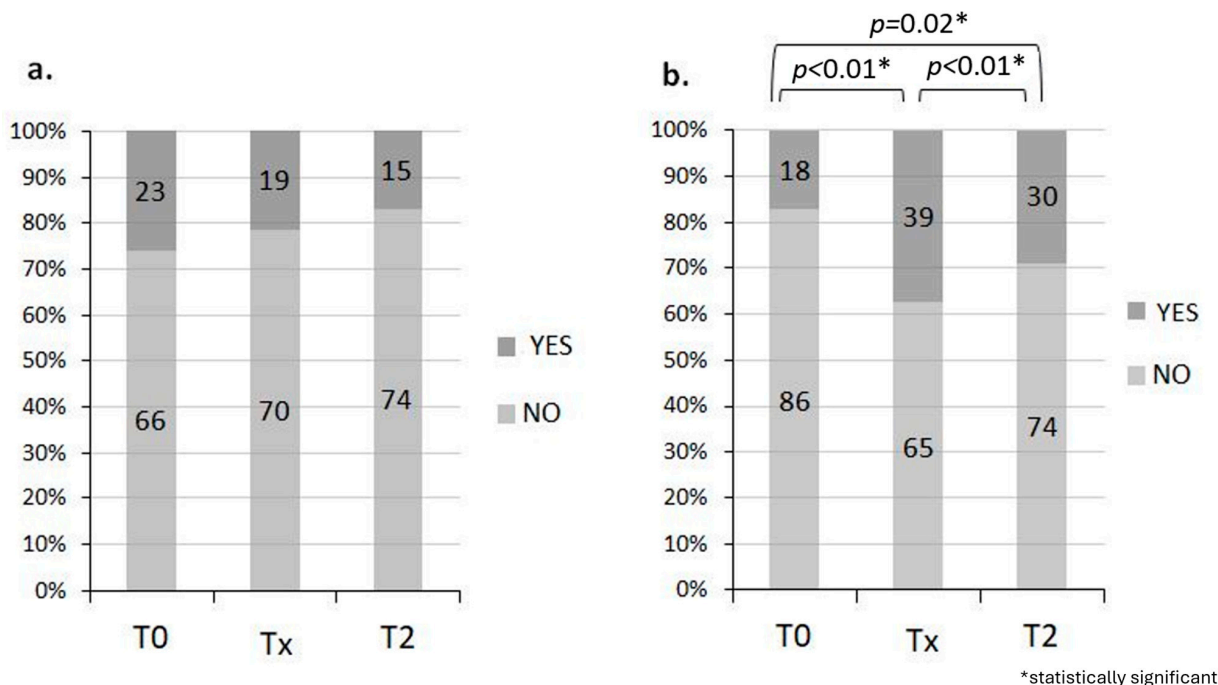 a.
100%
90%
80%
70%
60%
50%
40%
30%
20%
10%
0%
23
19
15
66
70
74
T0
Tx
T2
YES
NO
b.
p=0.02*
p<0.01*
p<0.01*
100%
90%
80%
70%
60%
50%
40%
30%
20%
10%
0%
18
39
30
86
65
74
T0
Tx
T2
YES
NO
*statistically significant